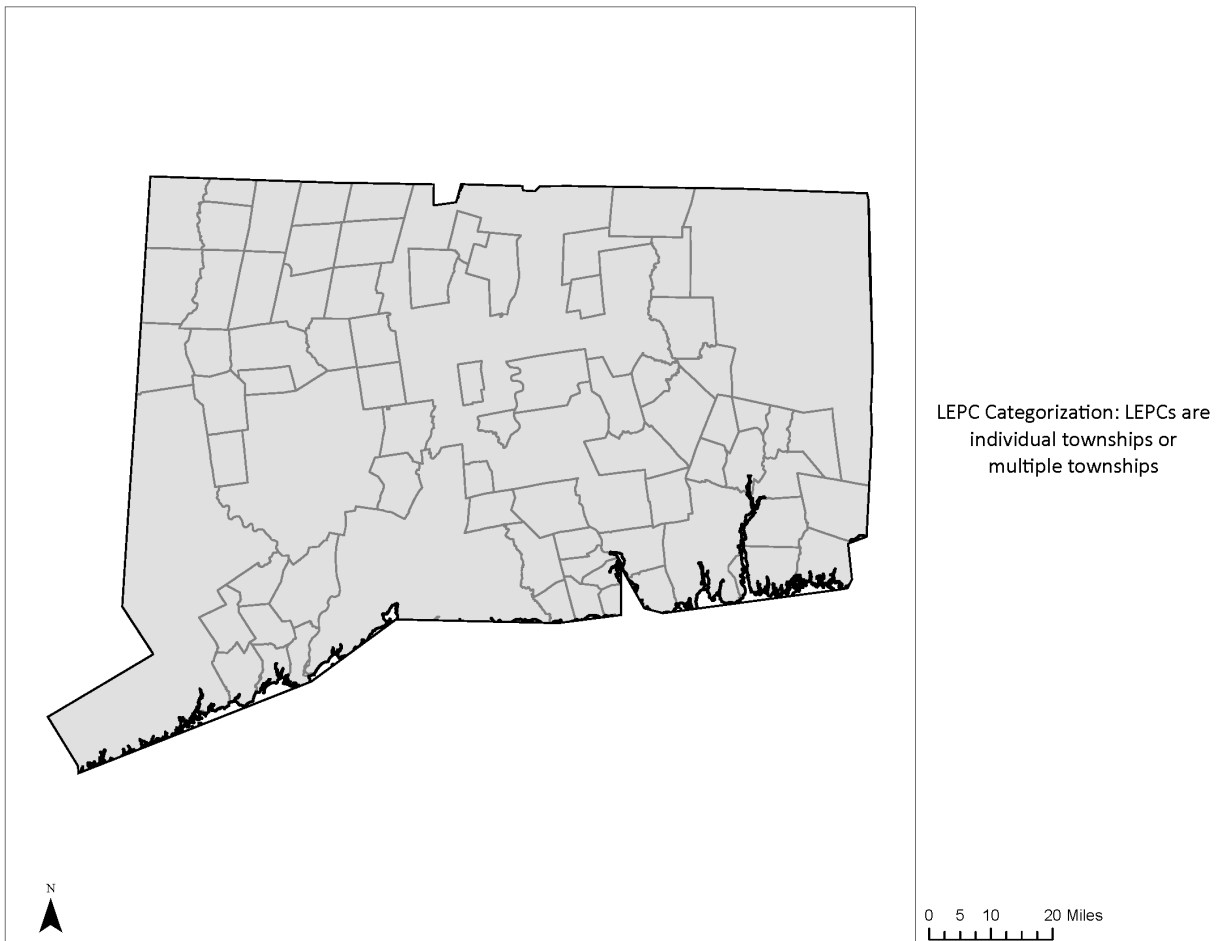 LEPC Categorization: LEPCs are
individual townships or
multiple townships
N
0 5 10 20 Miles